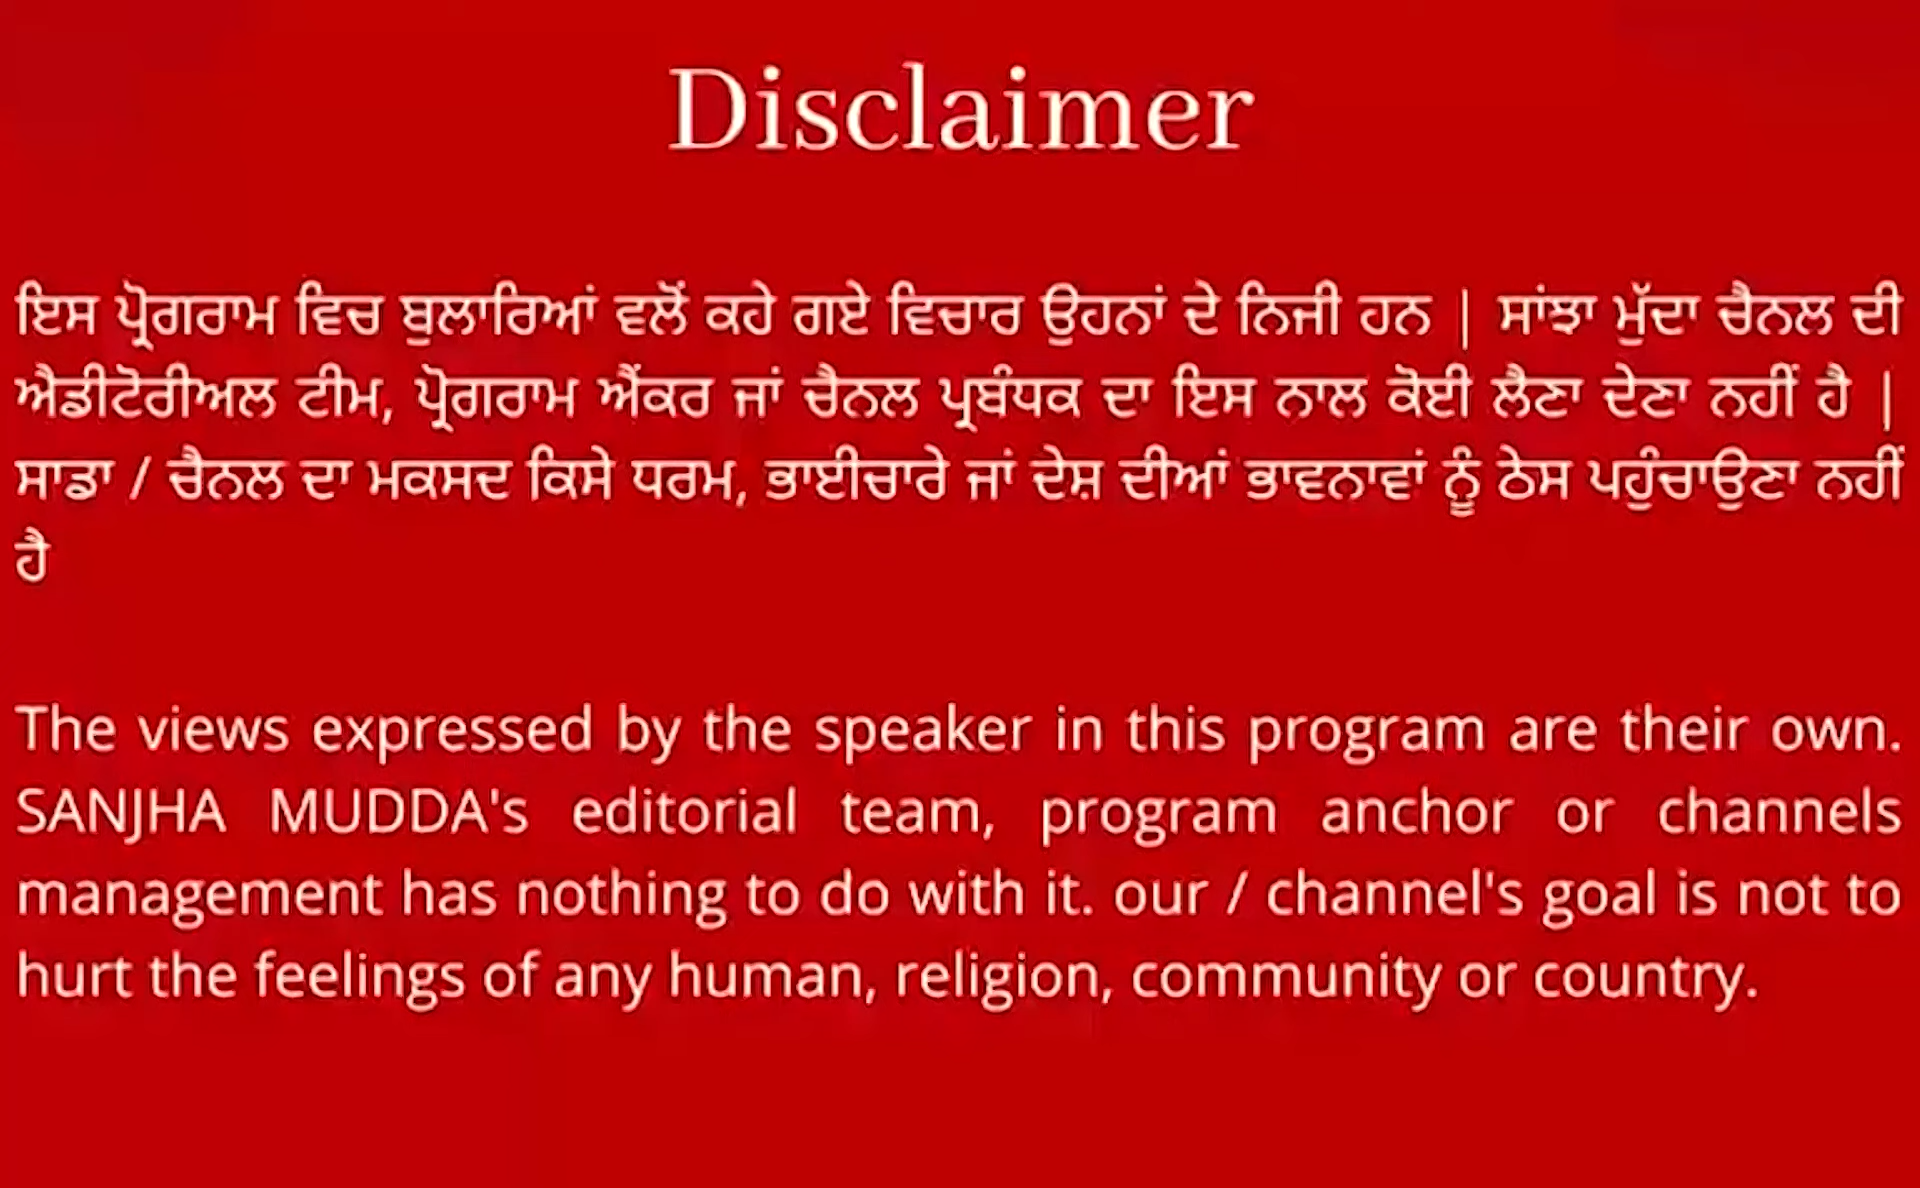 Disclaimer
ਇਸ ਪ੍ਰੋਗਰਾਮ ਵਿਚ ਬੁਲਾਰਿਆਂ ਵਲੋਂ ਕਹੇ ਗਏ ਵਿਚਾਰ ਉਹਨਾਂ ਦੇ ਨਿਜੀ ਹਨ | ਸਾਂਝਾ ਮੁੱਦਾ ਚੈਨਲ ਦੀ
ਐਡੀਟੋਰੀਅਲ ਟੀਮ, ਪ੍ਰੋਗਰਾਮ ਐਂਕਰ ਜਾਂ ਚੈਨਲ ਪ੍ਰਬੰਧਕ ਦਾ ਇਸ ਨਾਲ ਕੋਈ ਲੈਣਾ ਦੇਣਾ ਨਹੀਂ ਹੈ |
ਸਾਡਾ / ਚੈਨਲ ਦਾ ਮਕਸਦ ਕਿਸੇ ਧਰਮ, ਭਾਈਚਾਰੇ ਜਾਂ ਦੇਸ਼ ਦੀਆਂ ਭਾਵਨਾਵਾਂ ਨੂੰ ਠੇਸ ਪਹੁੰਚਾਉਣਾ ਨਹੀਂ
ਹੈ
The views expressed by the speaker in this program are their own.
SANJHA MUDDA's editorial team, program anchor or channels
management has nothing to do with it. our / channel's goal is not to
hurt the feelings of any human, religion, community or country.